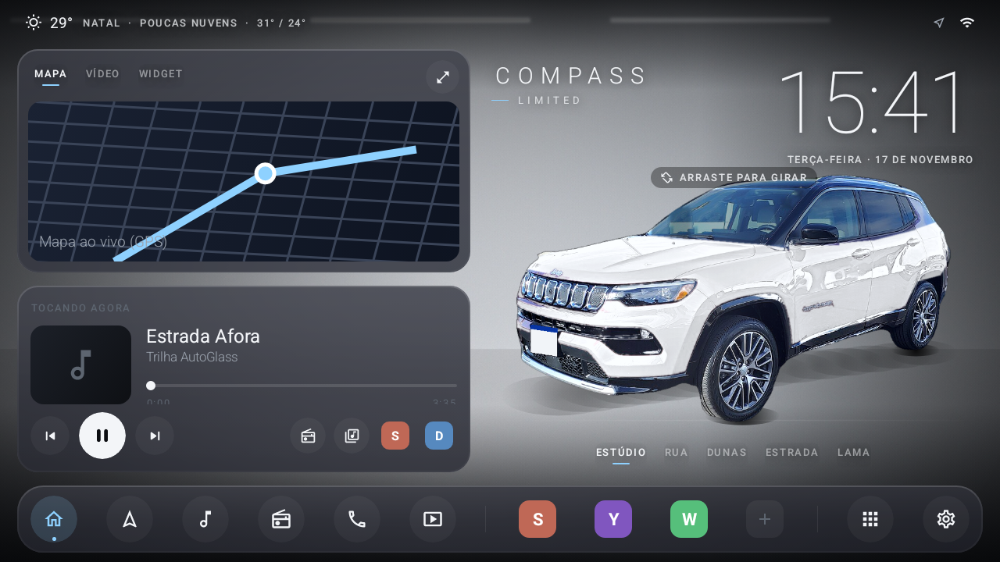 29° NATAL · POUCAS NUVENS · 31° / 24°
MAPA VÍDEO WIDGET
Mapa ao vivo (GPS)
TOCANDO AGORA
Estrada Afora
Trilha AutoGlass
0:00 3:35
S D
COMPASS
LIMITED
15:41
TERÇA-FEIRA · 17 DE NOVEMBRO
ARRASTE PARA GIRAR
ESTÚDIO RUA DUNAS ESTRADA LAMA
S Y W